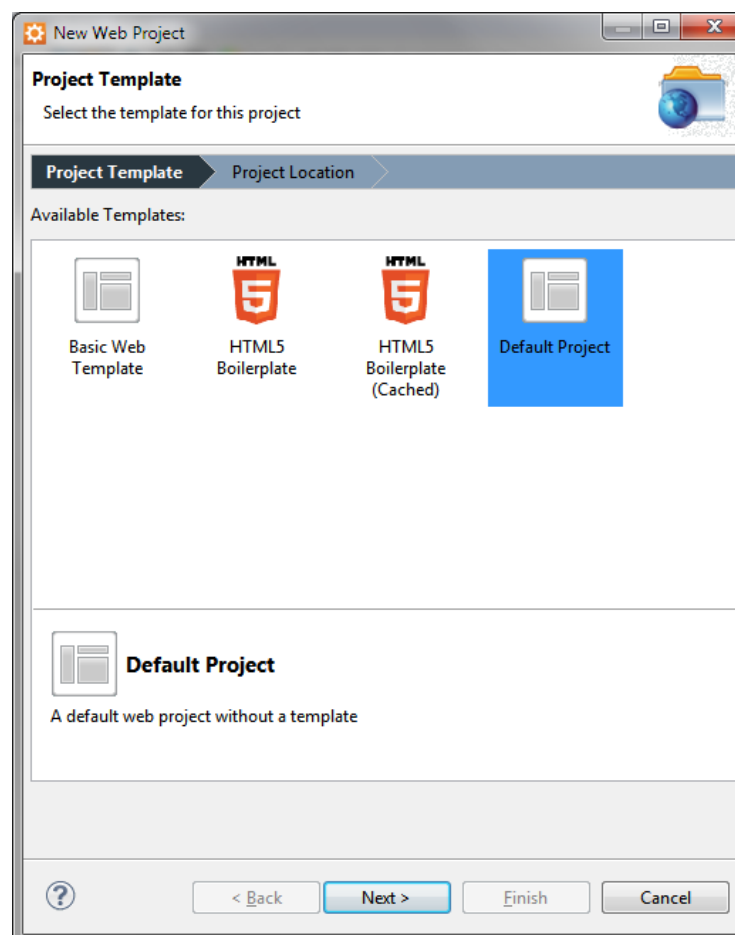 New Web Project
Project Template
Select the template for this project
Project Template Project Location
Available Templates:
HTML HTML
5 5
Basic Web HTML5 HTML5 Default Project
Template Boilerplate Boilerplate
(Cached)
Default Project
A default web project without a template
? < Back Next > Finish Cancel